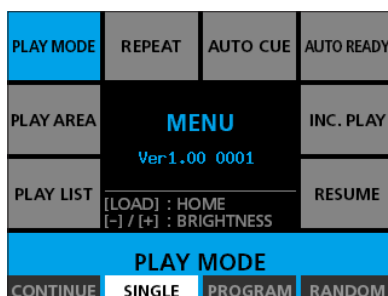 PLAY MODE REPEAT AUTO CUE AUTO READY
PLAY AREA MENU INC. PLAY
Ver1.00 0001
PLAY LIST RESUME
[LOAD] : HOME
[–] / [+] : BRIGHTNESS
PLAY MODE
CONTINUE SINGLE PROGRAM RANDOM